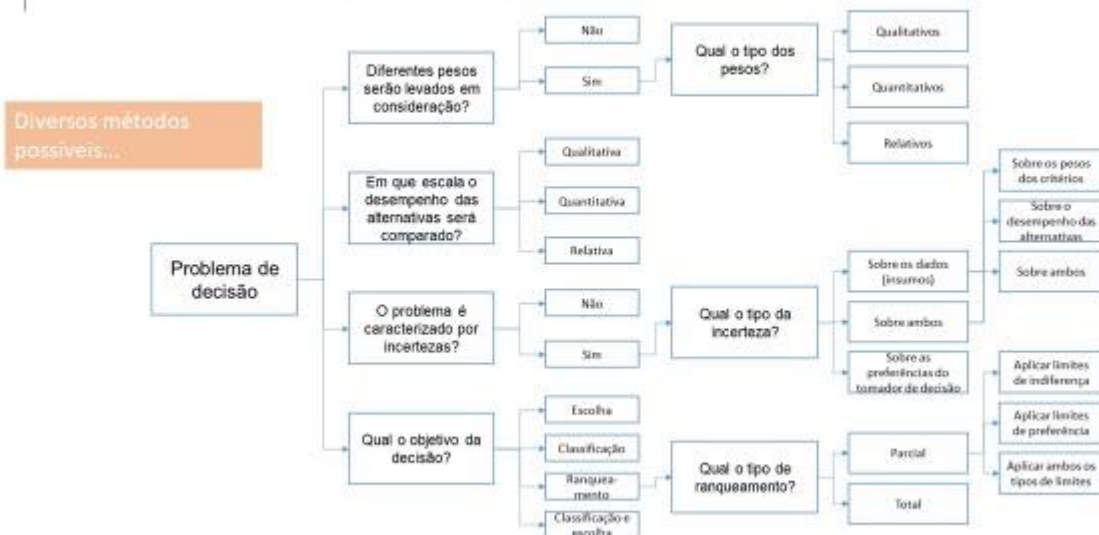 Diversos métodos
possíveis...
Problema de
decisão
Diferentes pesos
serão levados em
consideração?
Não
Sim
Qual o tipo dos
pesos?
Qualitativos
Quantitativos
Relativos
Em que escala o
desempenho das
alternativas será
comparado?
Qualitativa
Quantitativa
Relativa
O problema é
caracterizado por
incertezas?
Não
Sim
Qual o tipo da
incerteza?
Sobre os dados
(insumos)
Sobre ambos
Sobre as
preferências do
tomador de decisão
Sobre os pesos
dos critérios
Sobre o
desempenho das
alternativas
Sobre ambos
Qual o objetivo da
decisão?
Escolha
Classificação
Ranquea-
mento
Classificação e
escolha
Qual o tipo de
ranqueamento?
Parcial
Total
Aplicar limites
de indiferença
Aplicar limites
de preferência
Aplicar ambos os
tipos de limites